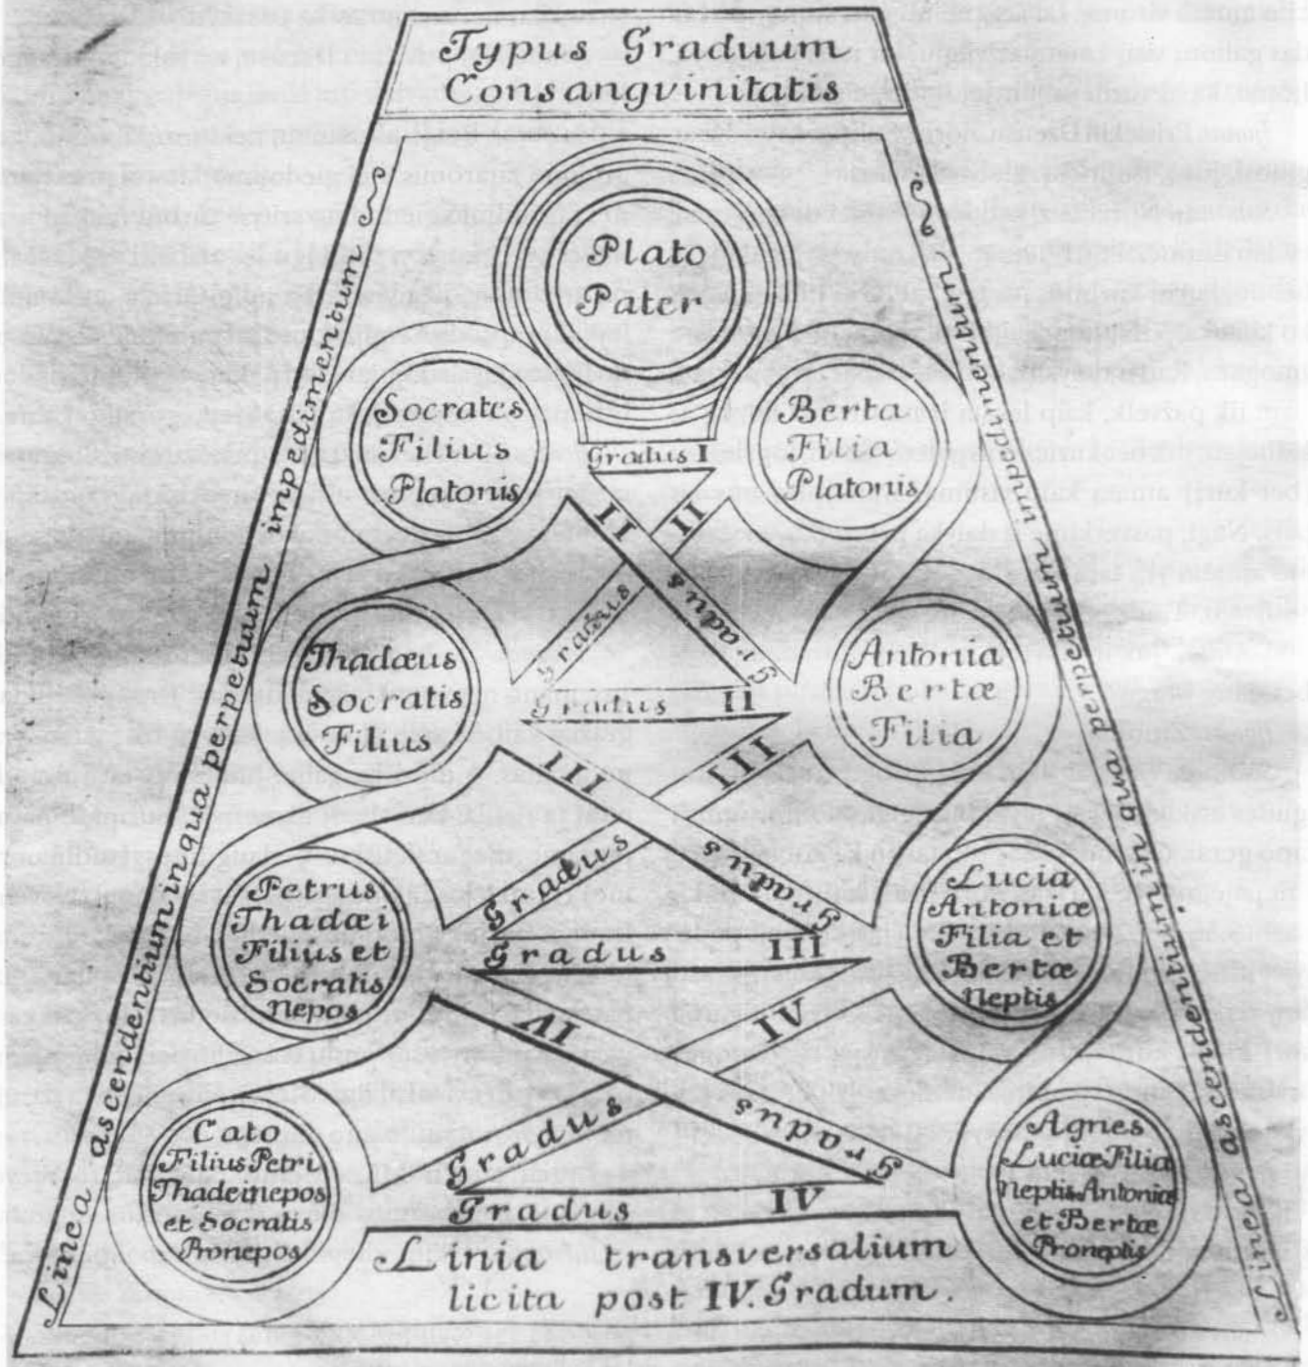 Typus Graduum
Consangvinitatis
Plato
Pater
Socrates
Filius
Platonis
Berta
Filia
Platonis
Gradus I
Gradus II
Gradus II
Thadæus
Socratis
Filius
Antonia
Bertæ
Filia
Gradus II
Gradus III
Gradus III
Petrus
Thadæi
Filius et
Socratis
Nepos
Lucia
Antoniæ
Filia et
Bertæ
Neptis
Gradus III
Gradus IV
Gradus IV
Cato
Filius Petri
Thadei nepos
et Socratis
Pronepos
Agnes
Luciæ Filia
Neptis Antoniæ
et Bertæ
Proneptis
Gradus IV
Linia transversalium
licita post IV. Gradum.
Linea ascendentium in qua perpetuum impedimentum
Linea ascendentium in qua perpetuum impedimentum